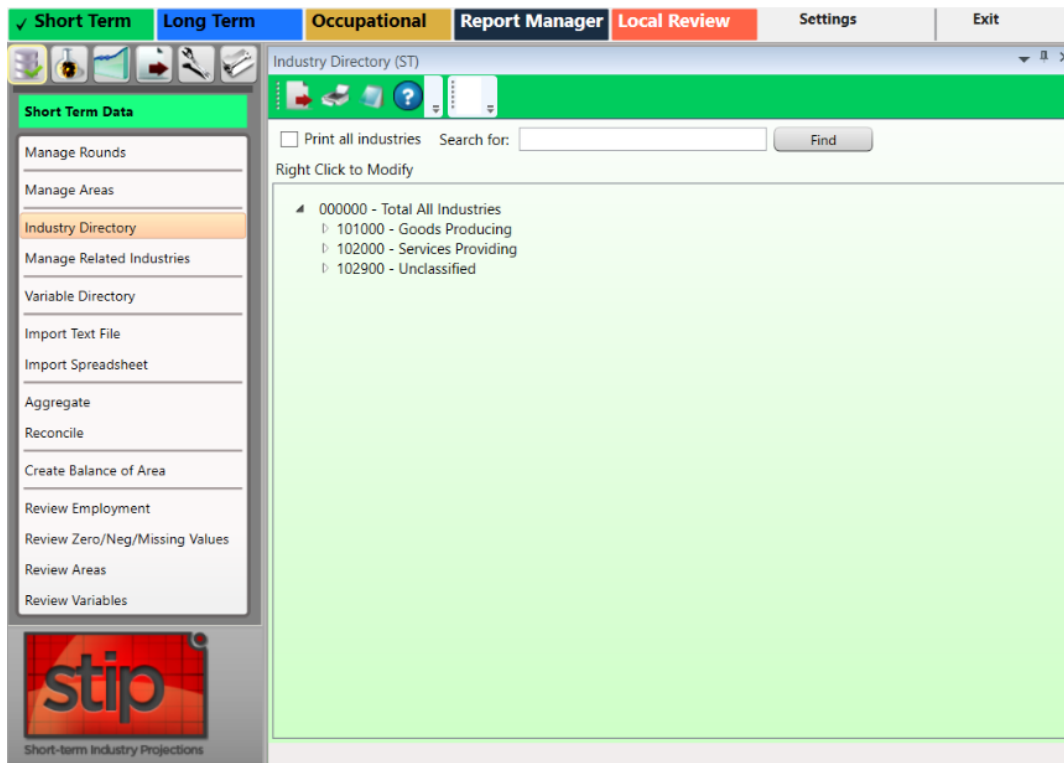 ✓ Short Term Long Term Occupational Report Manager Local Review Settings Exit
Industry Directory (ST)
Short Term Data
Manage Rounds
Manage Areas
Industry Directory
Manage Related Industries
Variable Directory
Import Text File
Import Spreadsheet
Aggregate
Reconcile
Create Balance of Area
Review Employment
Review Zero/Neg/Missing Values
Review Areas
Review Variables
stip
Short-term Industry Projections
?
Print all industries Search for: Find
Right Click to Modify
000000 - Total All Industries
101000 - Goods Producing
102000 - Services Providing
102900 - Unclassified